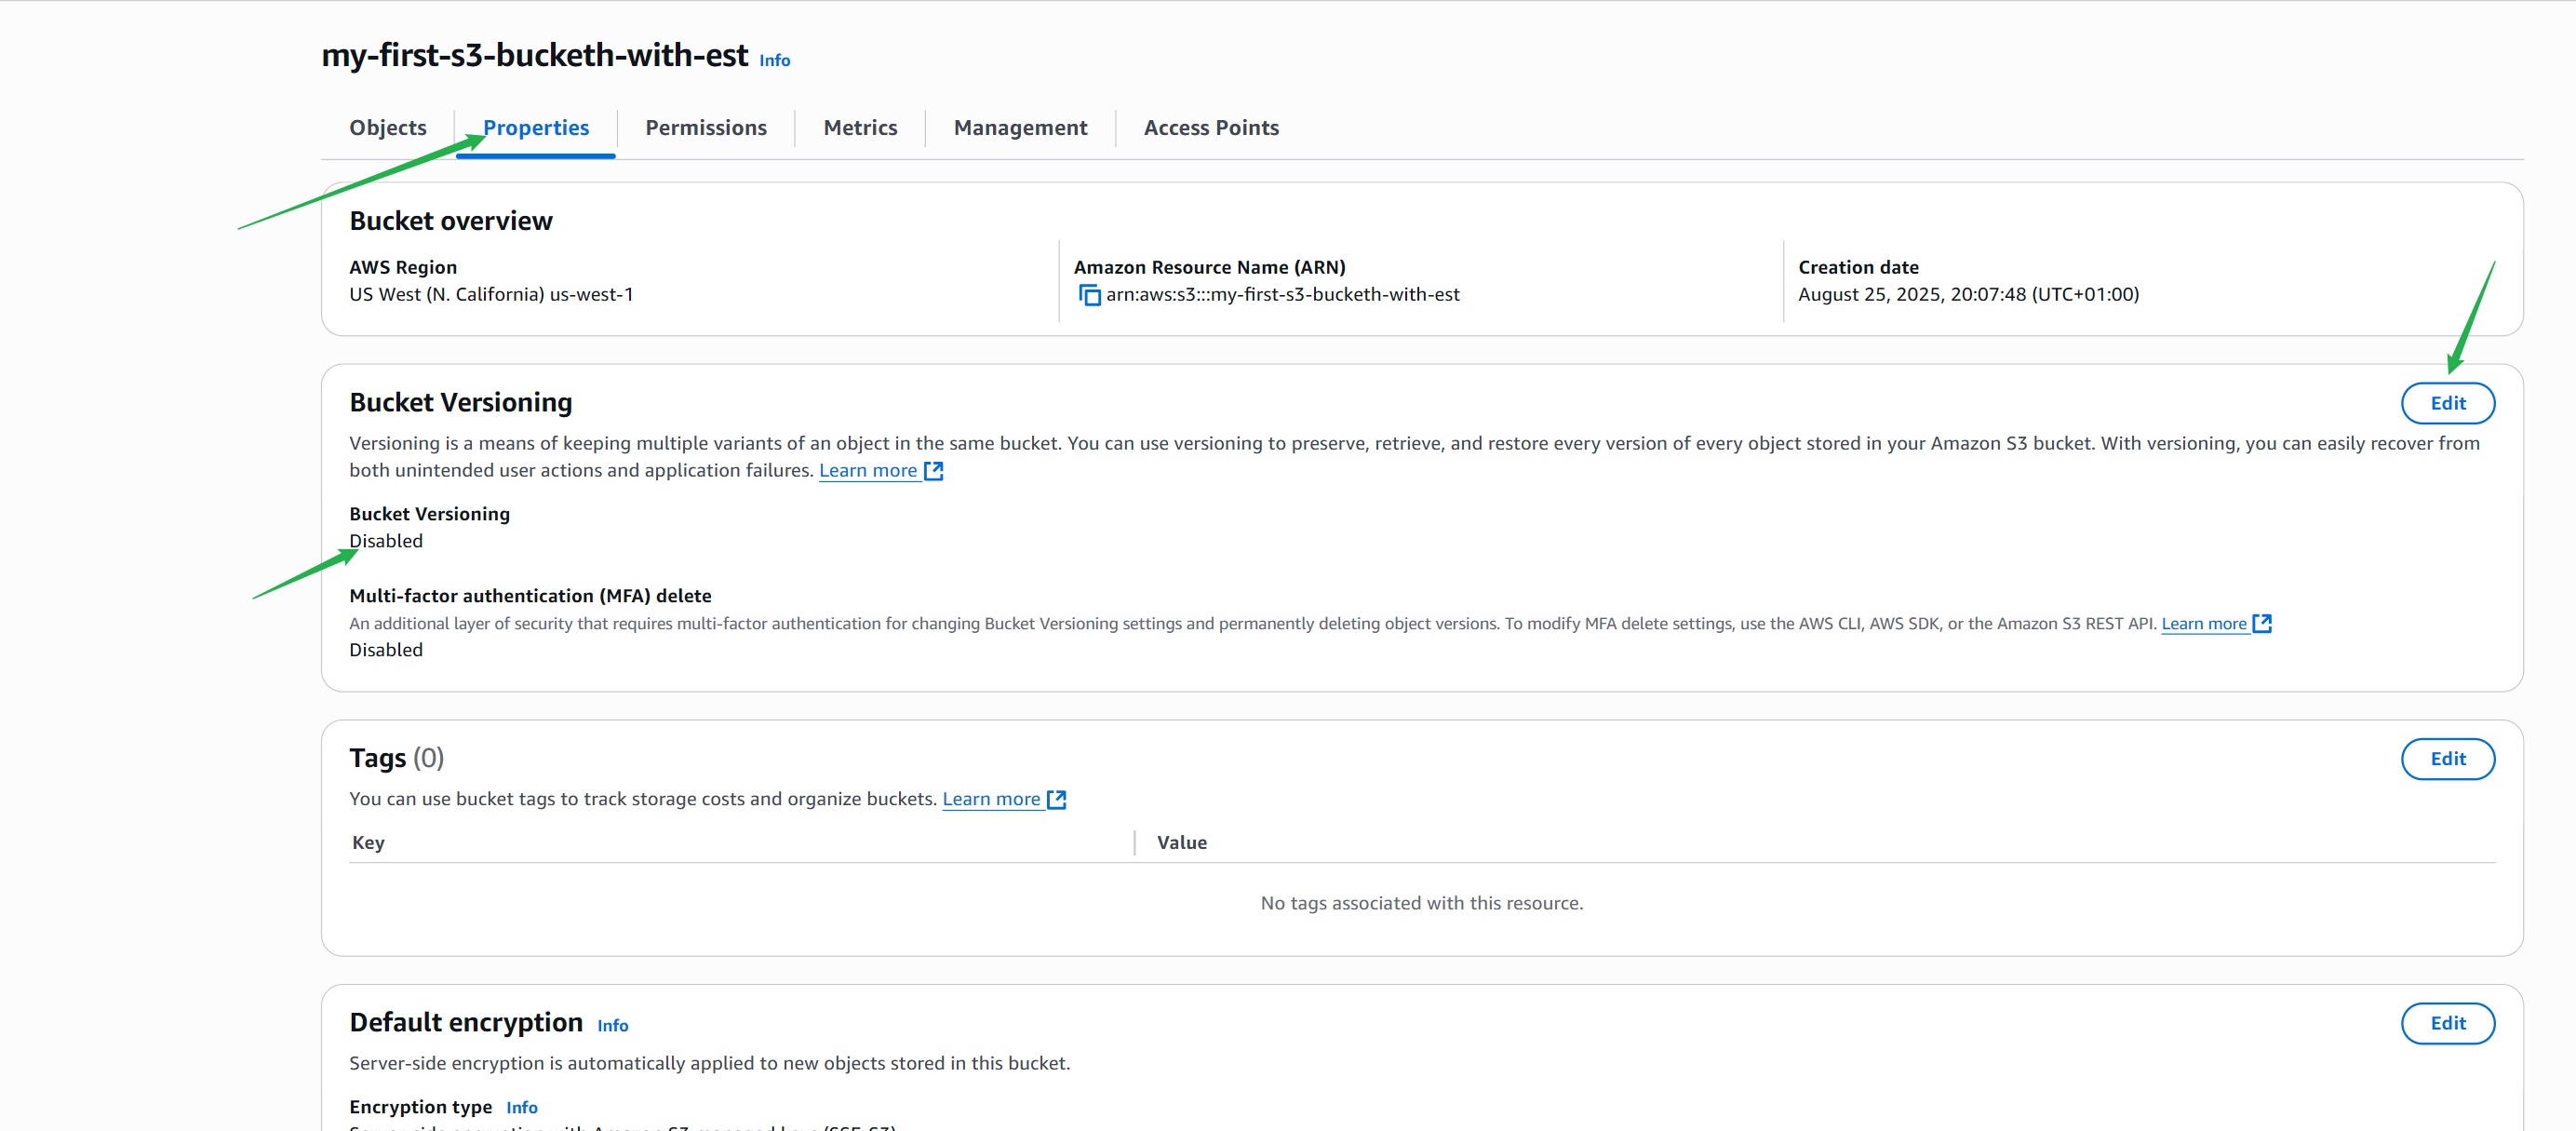 my-first-s3-bucketh-with-est Info
Objects Properties Permissions Metrics Management Access Points
Bucket overview
AWS Region
US West (N. California) us-west-1
Amazon Resource Name (ARN)
arn:aws:s3:::my-first-s3-bucketh-with-est
Creation date
August 25, 2025, 20:07:48 (UTC+01:00)
Bucket Versioning
Edit
Versioning is a means of keeping multiple variants of an object in the same bucket. You can use versioning to preserve, retrieve, and restore every version of every object stored in your Amazon S3 bucket. With versioning, you can easily recover from
both unintended user actions and application failures. Learn more
Bucket Versioning
Disabled
Multi-factor authentication (MFA) delete
An additional layer of security that requires multi-factor authentication for changing Bucket Versioning settings and permanently deleting object versions. To modify MFA delete settings, use the AWS CLI, AWS SDK, or the Amazon S3 REST API. Learn more
Disabled
Tags (0)
Edit
You can use bucket tags to track storage costs and organize buckets. Learn more
Key Value
No tags associated with this resource.
Default encryption Info
Edit
Server-side encryption is automatically applied to new objects stored in this bucket.
Encryption type Info
Server-side encryption with Amazon S3 managed keys (SSE-S3)